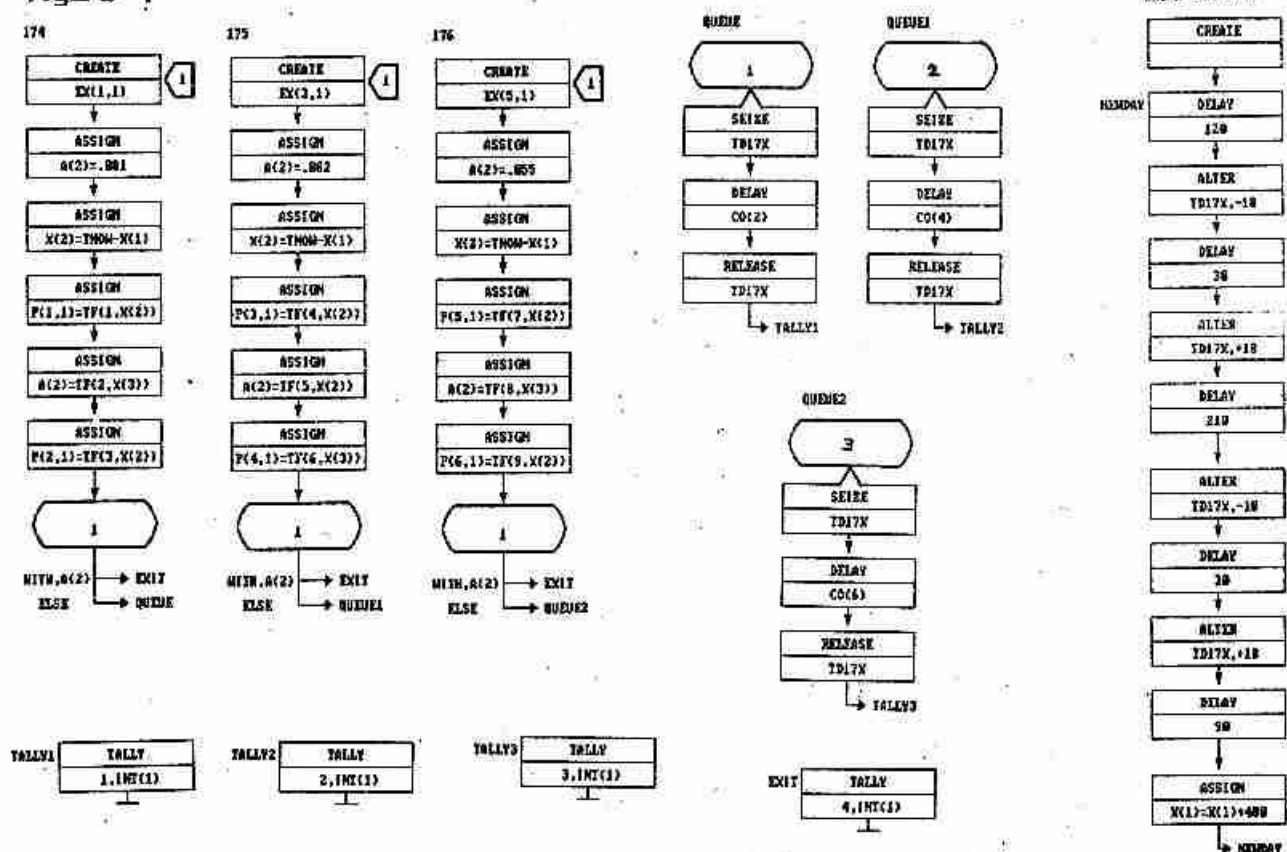 174
CREATE
EX(1,1)
1
ASSIGN
A(2)=.081
ASSIGN
X(2)=TNOW-X(1)
ASSIGN
P(1,1)=TF(1,X(2))
ASSIGN
A(2)=TF(2,X(3))
ASSIGN
P(2,1)=TF(3,X(2))
1
WITH,A(2) EXIT
ELSE QUEUE
175
CREATE
EX(3,1)
1
ASSIGN
A(2)=.062
ASSIGN
X(2)=TNOW-X(1)
ASSIGN
P(3,1)=TF(4,X(2))
ASSIGN
A(2)=TF(5,X(2))
ASSIGN
P(4,1)=TF(6,X(3))
1
WITH,A(2) EXIT
ELSE QUEUE1
176
CREATE
EX(5,1)
1
ASSIGN
A(2)=.055
ASSIGN
X(2)=TNOW-X(1)
ASSIGN
P(5,1)=TF(7,X(2))
ASSIGN
A(2)=TF(8,X(3))
ASSIGN
P(6,1)=TF(9,X(2))
1
WITH,A(2) EXIT
ELSE QUEUE2
QUEUE
1
SEIZE
TD17X
DELAY
CO(2)
RELEASE
TD17X
TALLY1
QUEUE1
2
SEIZE
TD17X
DELAY
CO(4)
RELEASE
TD17X
TALLY2
QUEUE2
3
SEIZE
TD17X
DELAY
CO(6)
RELEASE
TD17X
TALLY3
CREATE
NEWDAY
DELAY
120
ALTER
TD17X,-10
DELAY
30
ALTER
TD17X,+10
DELAY
210
ALTER
TD17X,-10
DELAY
30
ALTER
TD17X,+10
DELAY
90
ASSIGN
X(1)=X(1)+480
NEWDAY
TALLY1
TALLY
1,INT(1)
TALLY2
TALLY
2,INT(1)
TALLY3
TALLY
3,INT(1)
EXIT
TALLY
4,INT(1)